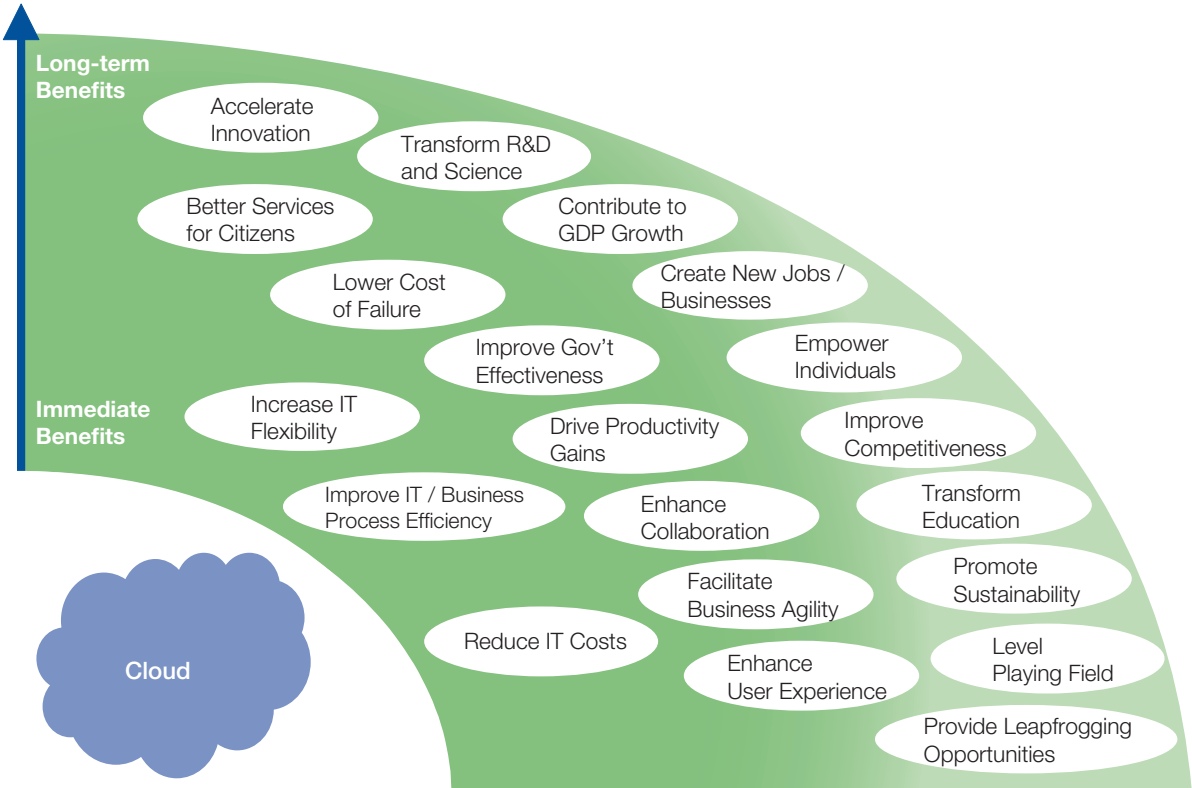 Long-term
Benefits
Accelerate
Innovation
Transform R&D
and Science
Better Services
for Citizens
Contribute to
GDP Growth
Lower Cost
of Failure
Create New Jobs /
Businesses
Improve Gov't
Effectiveness
Empower
Individuals
Immediate
Benefits
Increase IT
Flexibility
Drive Productivity
Gains
Improve
Competitiveness
Improve IT / Business
Process Efficiency
Enhance
Collaboration
Transform
Education
Facilitate
Business Agility
Promote
Sustainability
Cloud
Reduce IT Costs
Enhance
User Experience
Level
Playing Field
Provide Leapfrogging
Opportunities